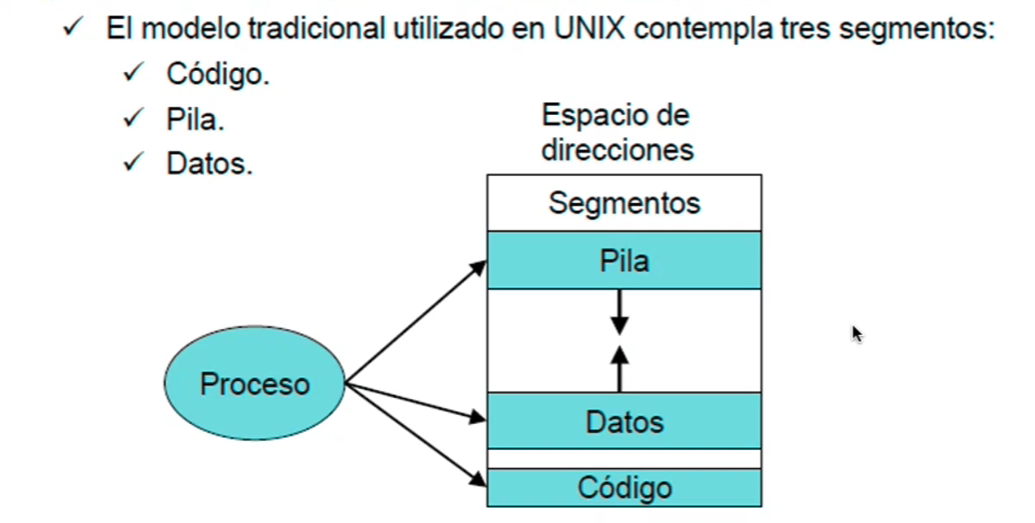 ✓ El modelo tradicional utilizado en UNIX contempla tres segmentos:
✓ Código.
✓ Pila.
✓ Datos.
Espacio de
direcciones
Segmentos
Pila
Proceso
Datos
Código